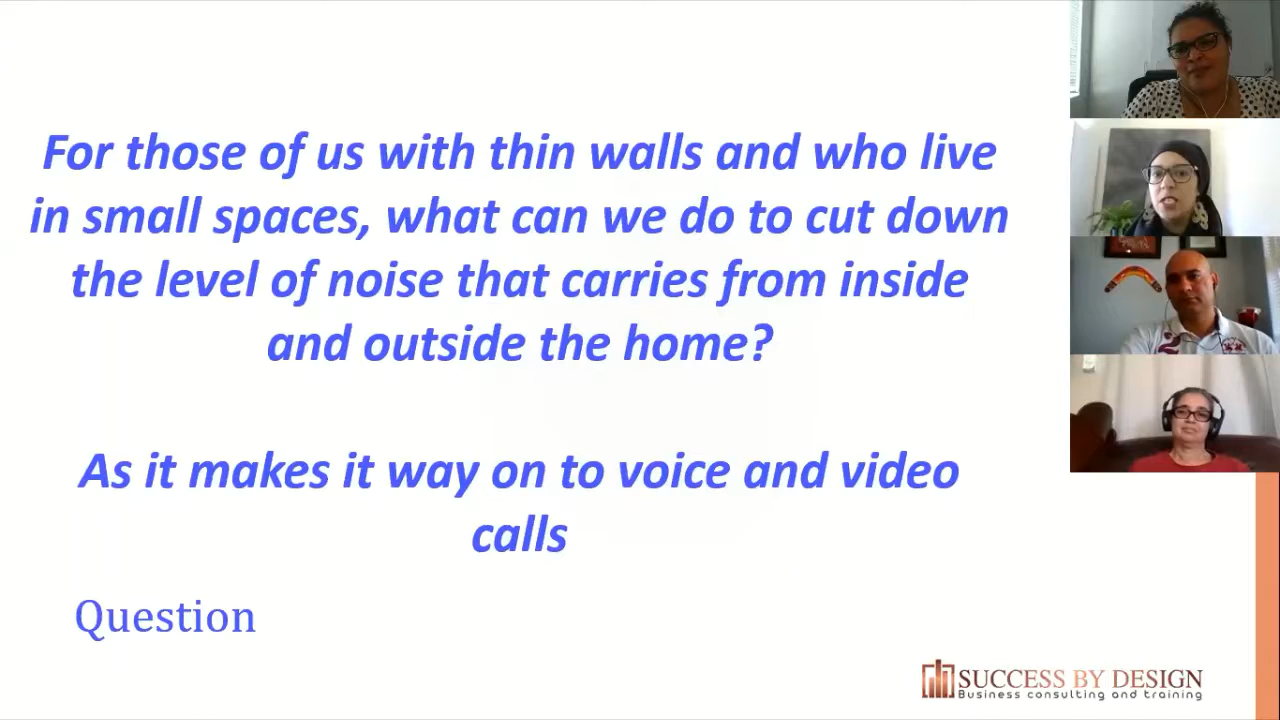 For those of us with thin walls and who live
in small spaces, what can we do to cut down
the level of noise that carries from inside
and outside the home?
As it makes it way on to voice and video
calls
Question
SUCCESS BY DESIGN
Business consulting and training